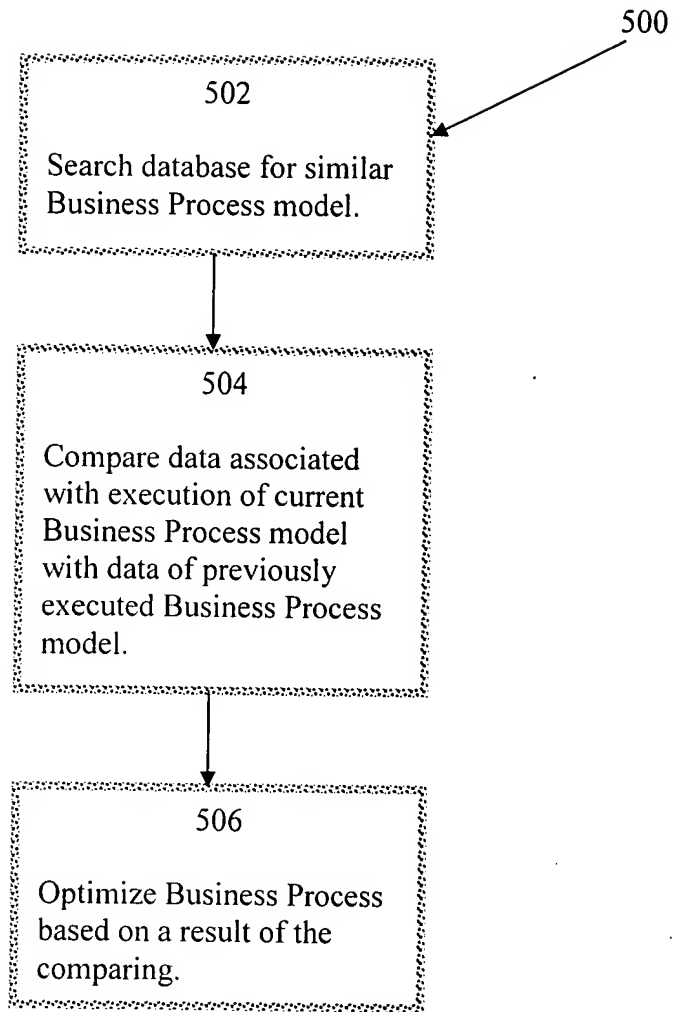 500
502
Search database for similar
Business Process model.
504
Compare data associated
with execution of current
Business Process model
with data of previously
executed Business Process
model.
506
Optimize Business Process
based on a result of the
comparing.